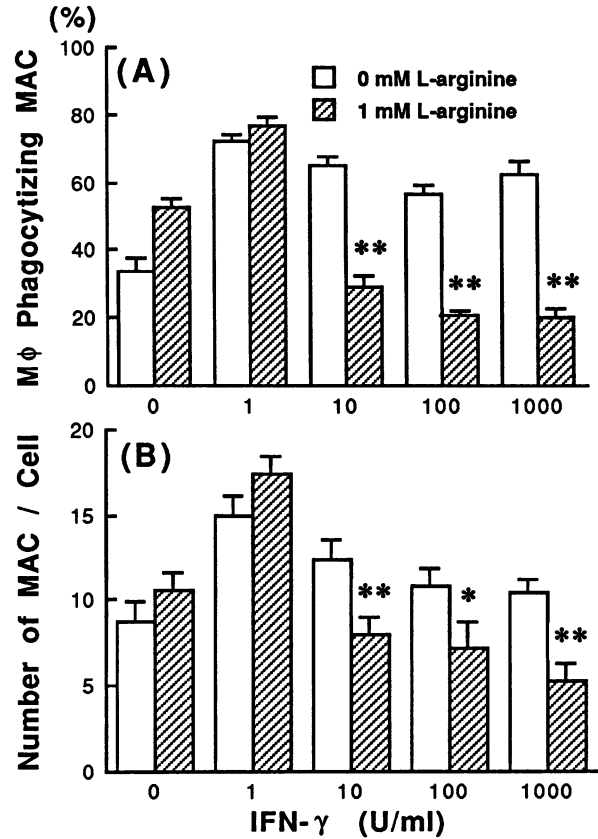 (%)
100
80
60
40
20
0
Mϕ Phagocytizing MAC
(A)
0 mM L-arginine
1 mM L-arginine
** ** **
0 1 10 100 1000
20
15
10
5
0
Number of MAC / Cell
(B)
** * **
0 1 10 100 1000
IFN-γ (U/ml)